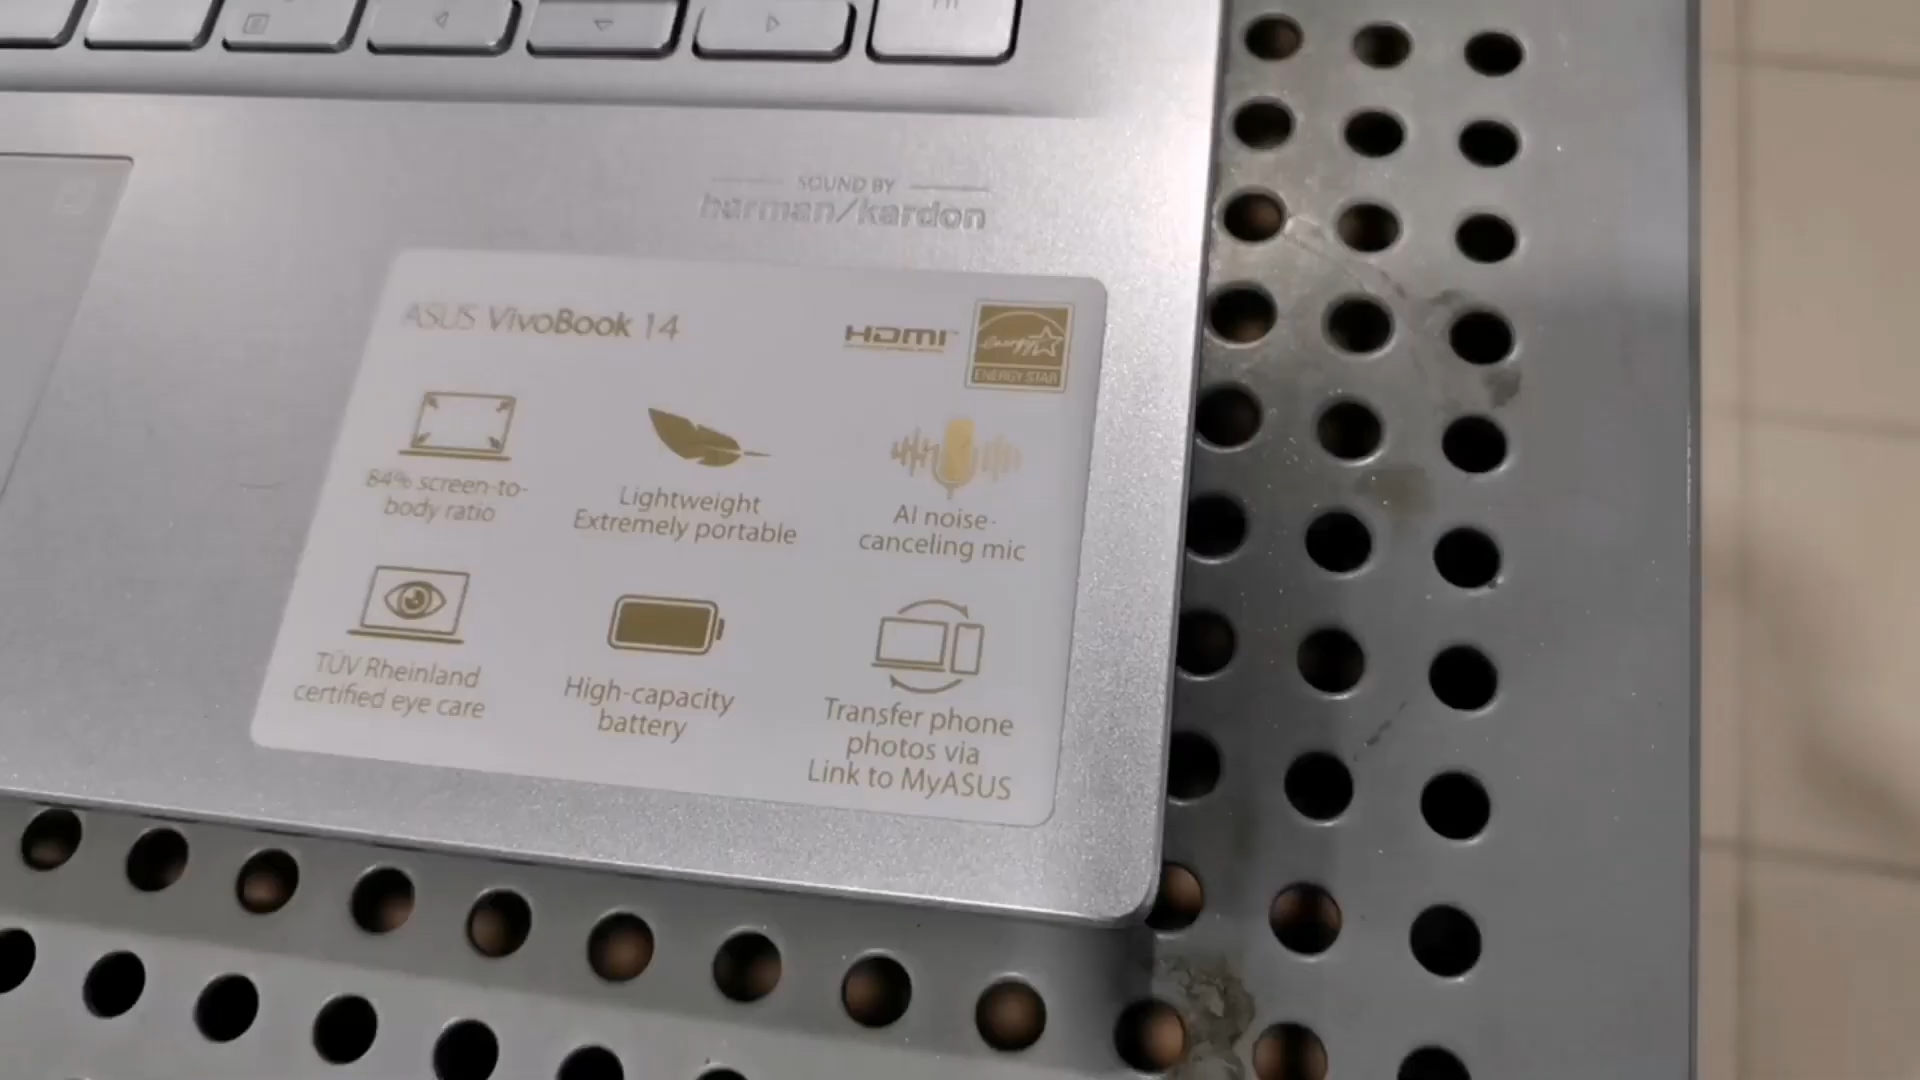 SOUND BY
harman/kardon
ASUS VivoBook 14
HDMI
energy
ENERGY STAR
84% screen-to-
body ratio
Lightweight
Extremely portable
AI noise-
canceling mic
TÜV Rheinland
certified eye care
High-capacity
battery
Transfer phone
photos via
Link to MyASUS